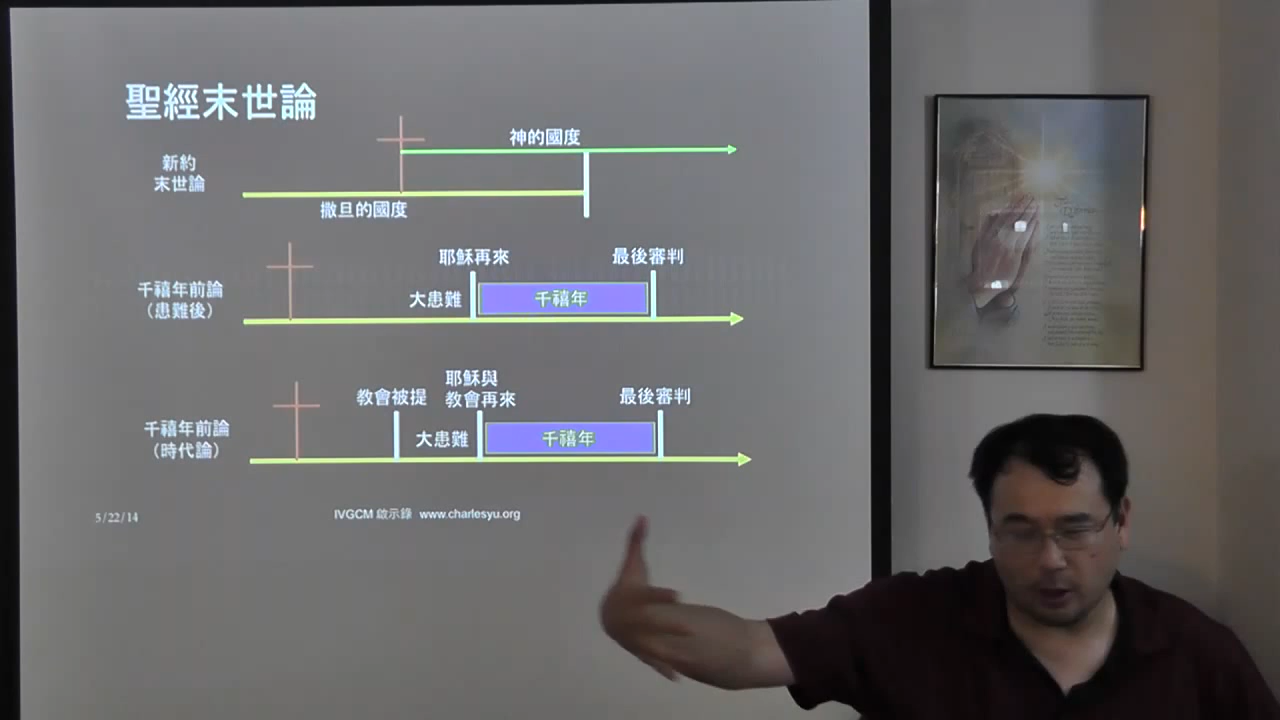 聖經末世論
新約
末世論
神的國度
撒旦的國度
千禧年前論
（患難後）
耶穌再來
最後審判
大患難
千禧年
千禧年前論
（時代論）
教會被提
耶穌與
教會再來
最後審判
大患難
千禧年
5/22/14
IVGCM 啟示錄 www.charlesyu.org